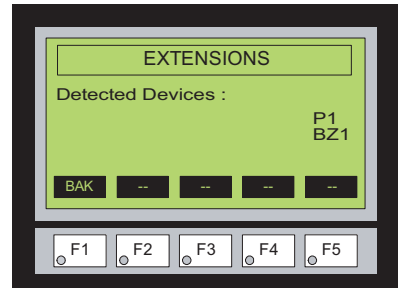 EXTENSIONS
Detected Devices :
P1
BZ1
BAK -- -- -- --
F1 F2 F3 F4 F5